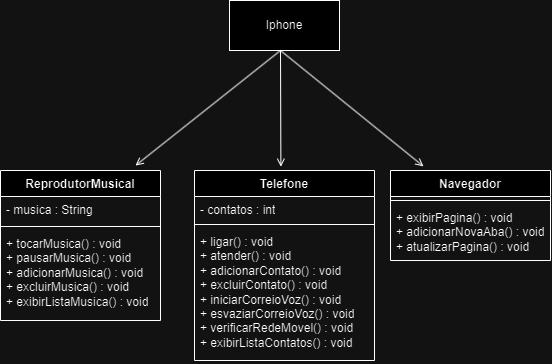 Iphone
ReprodutorMusical
- musica : String
+ tocarMusica() : void
+ pausarMusica() : void
+ adicionarMusica() : void
+ excluirMusica() : void
+ exibirListaMusica() : void
Telefone
- contatos : int
+ ligar() : void
+ atender() : void
+ adicionarContato() : void
+ excluirContato() : void
+ iniciarCorreioVoz() : void
+ esvaziarCorreioVoz() : void
+ verificarRedeMovel() : void
+ exibirListaContatos() : void
Navegador
+ exibirPagina() : void
+ adicionarNovaAba() : void
+ atualizarPagina() : void